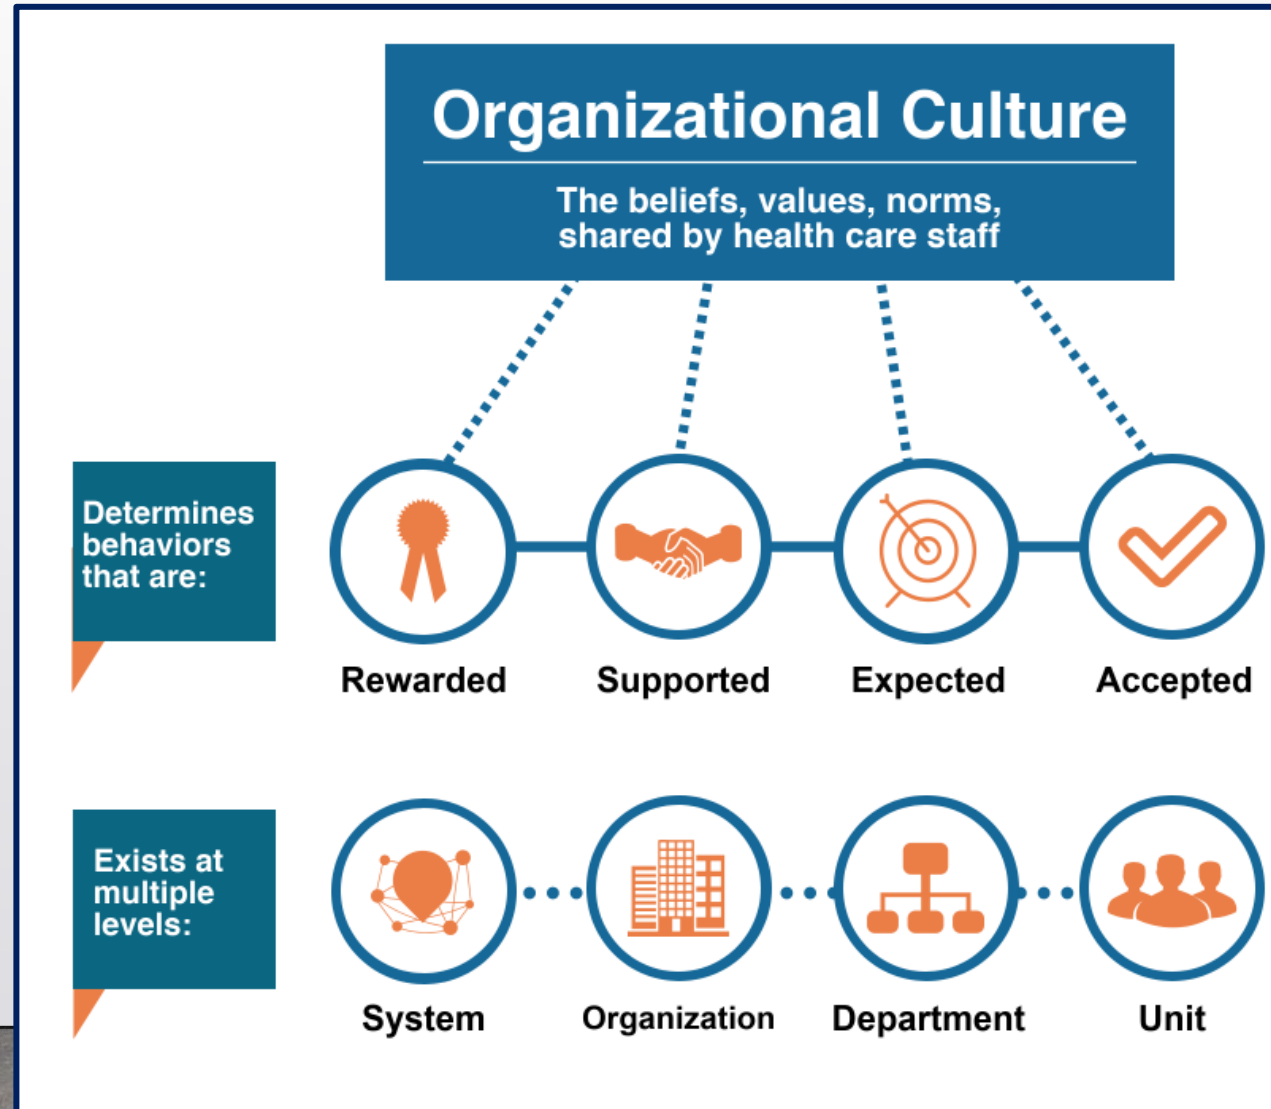 Organizational Culture
The beliefs, values, norms,
shared by health care staff
Determines
behaviors
that are:
Rewarded
Supported
Expected
Accepted
Exists at
multiple
levels:
System
Organization
Department
Unit